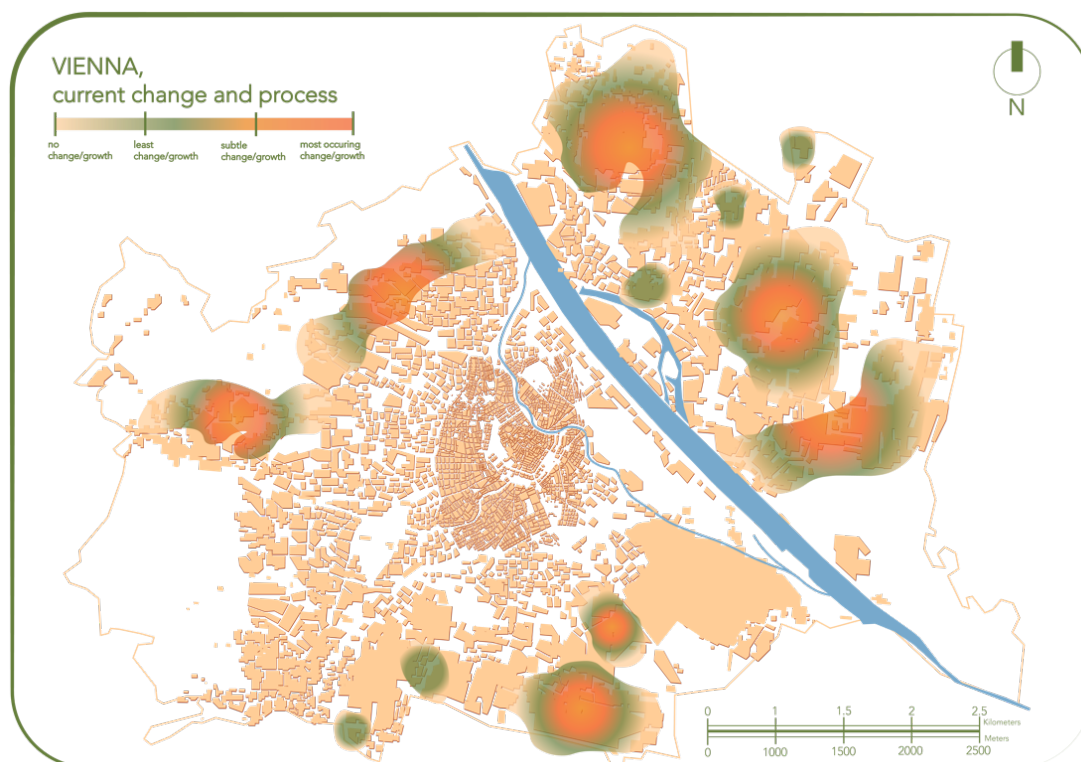 VIENNA,
current change and process
no
change/growth
least
change/growth
subtle
change/growth
most occuring
change/growth
N
0 1 1.5 2 2.5
Kilometers
Meters
0 1000 1500 2000 2500